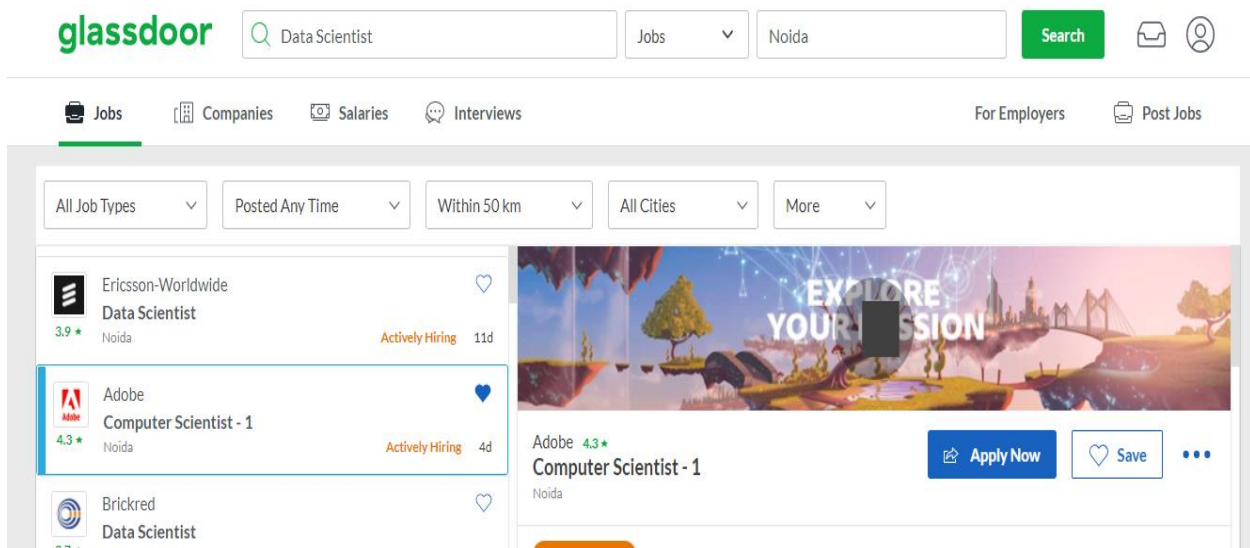 glassdoor
Data Scientist
Jobs
Noida
Search
Jobs
Companies
Salaries
Interviews
For Employers
Post Jobs
All Job Types
Posted Any Time
Within 50 km
All Cities
More
Ericsson-Worldwide
Data Scientist
3.9 ★
Noida
Actively Hiring
11d
Adobe
Adobe
Computer Scientist - 1
4.3 ★
Noida
Actively Hiring
4d
Brickred
Data Scientist
EXPLORE
YOUR
Adobe 4.3 ★
Computer Scientist - 1
Noida
Apply Now
Save